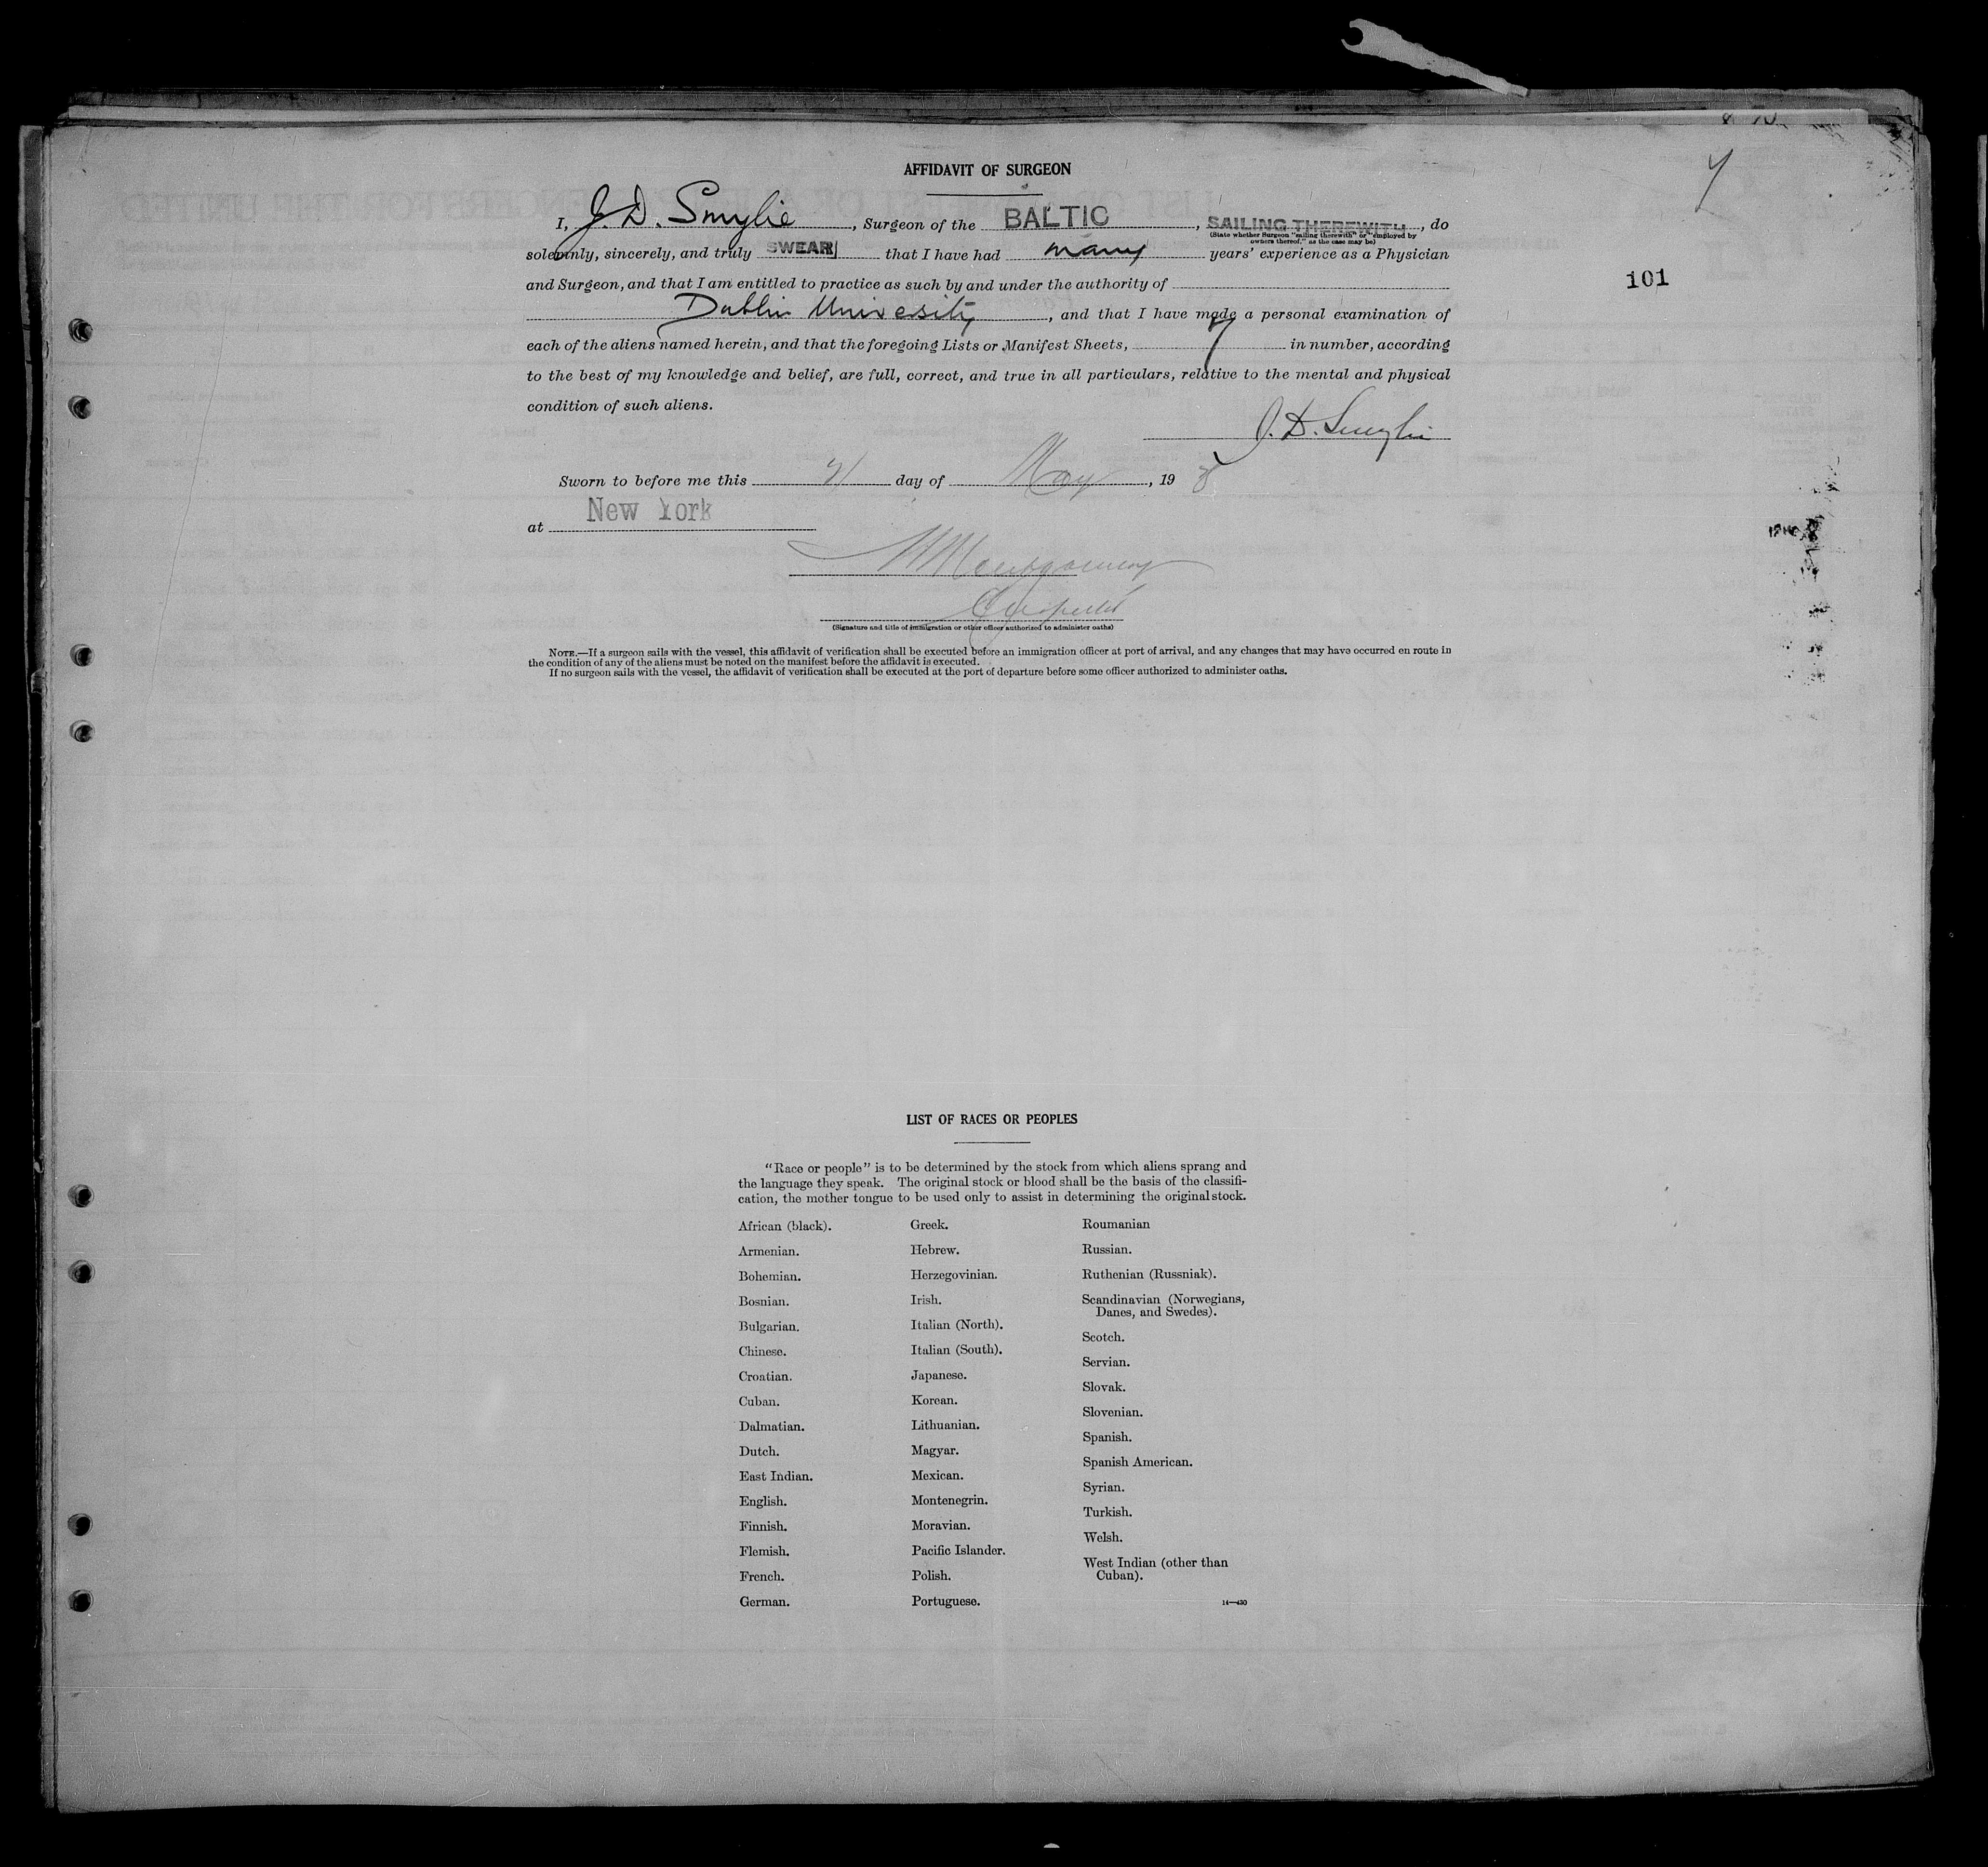 7
AFFIDAVIT OF SURGEON
I, J. D. Smylie, Surgeon of the BALTIC, SAILING THEREWITH, do
(State whether Surgeon "sailing therewith" or "employed by
owners thereof," as the case may be)
solemnly, sincerely, and truly SWEAR that I have had many years' experience as a Physician
and Surgeon, and that I am entitled to practice as such by and under the authority of
101
Dublin University, and that I have made a personal examination of
each of the aliens named herein, and that the foregoing Lists or Manifest Sheets, 7 in number, according
to the best of my knowledge and belief, are full, correct, and true in all particulars, relative to the mental and physical
condition of such aliens.
J. D. Smylie
Sworn to before me this 21 day of May, 19 8
at New York
Montgomery
(Signature and title of immigration or other officer authorized to administer oaths)
NOTE.—If a surgeon sails with the vessel, this affidavit of verification shall be executed before an immigration officer at port of arrival, and any changes that may have occurred en route in
the condition of any of the aliens must be noted on the manifest before the affidavit is executed.
If no surgeon sails with the vessel, the affidavit of verification shall be executed at the port of departure before some officer authorized to administer oaths.
LIST OF RACES OR PEOPLES
"Race or people" is to be determined by the stock from which aliens sprang and
the language they speak. The original stock or blood shall be the basis of the classifi-
cation, the mother tongue to be used only to assist in determining the original stock.
African (black).
Armenian.
Bohemian.
Bosnian.
Bulgarian.
Chinese.
Croatian.
Cuban.
Dalmatian.
Dutch.
East Indian.
English.
Finnish.
Flemish.
French.
German.
Greek.
Hebrew.
Herzegovinian.
Irish.
Italian (North).
Italian (South).
Japanese.
Korean.
Lithuanian.
Magyar.
Mexican.
Montenegrin.
Moravian.
Pacific Islander.
Polish.
Portuguese.
Roumanian
Russian.
Ruthenian (Russniak).
Scandinavian (Norwegians,
Danes, and Swedes).
Scotch.
Servian.
Slovak.
Slovenian.
Spanish.
Spanish American.
Syrian.
Turkish.
Welsh.
West Indian (other than
Cuban).
14—430